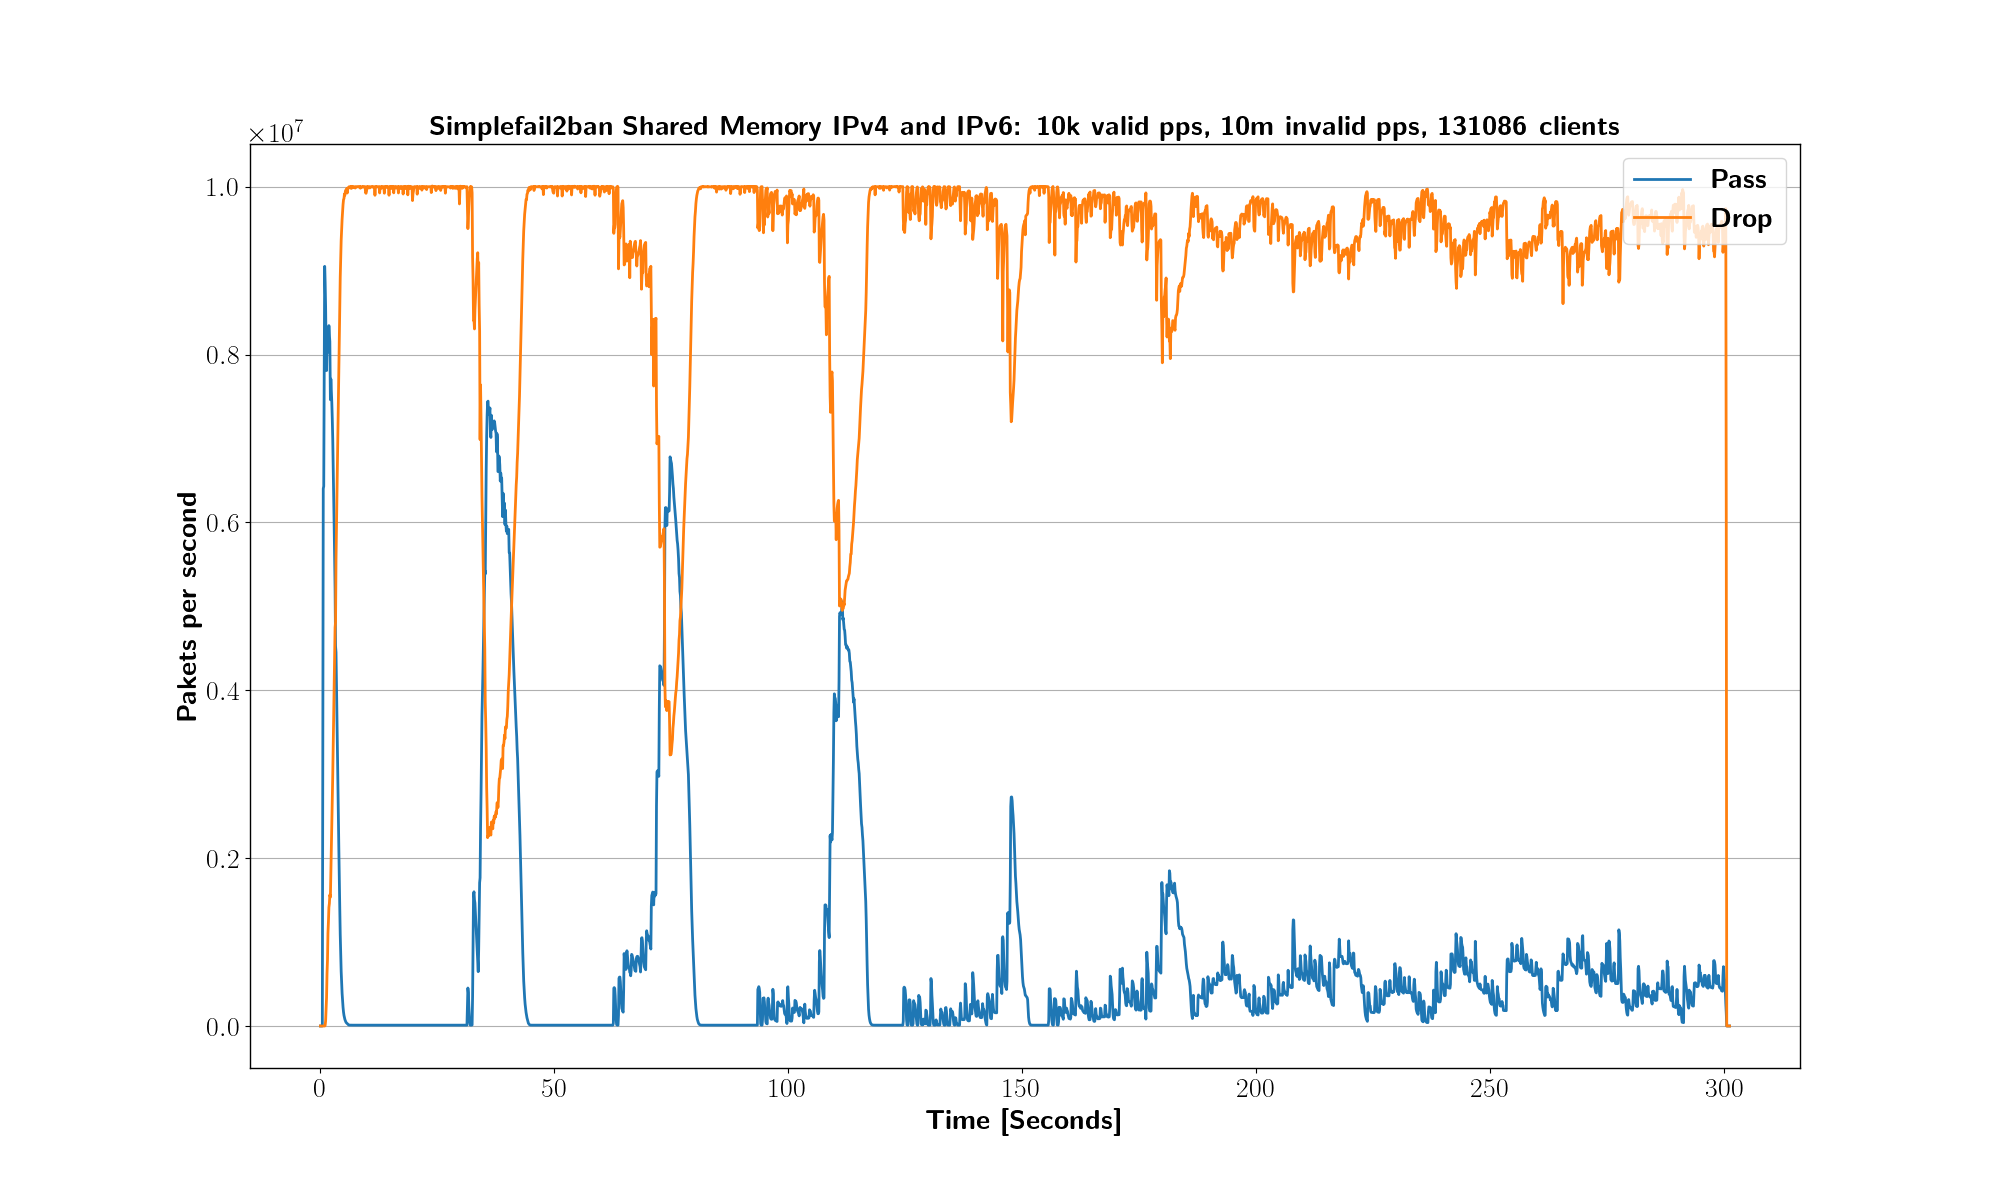 Simplefail2ban Shared Memory IPv4 and IPv6: 10k valid pps, 10m invalid pps, 131086 clients
×10⁷
Pass
Drop
1.0
0.8
0.6
0.4
0.2
0.0
Pakets per second
0 50 100 150 200 250 300
Time [Seconds]